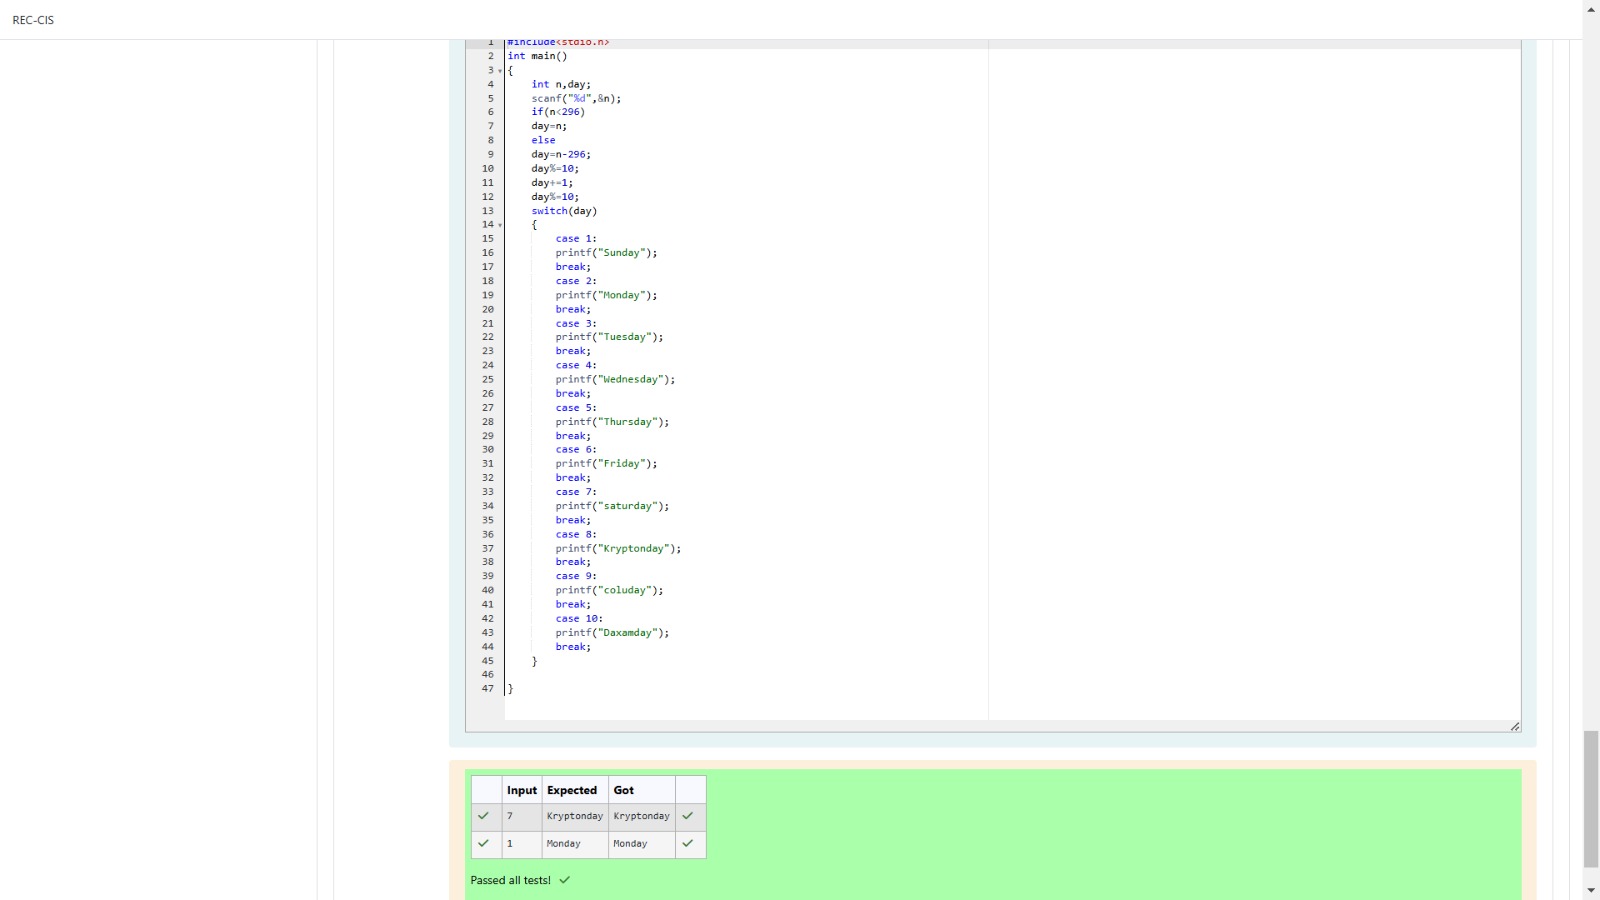 REC-CIS
1 #include<stdio.h>
2 int main()
3 {
4 int n,day;
5 scanf("%d",&n);
6 if(n<296)
7 day=n;
8 else
9 day=n-296;
10 day%=10;
11 day+=1;
12 day%=10;
13 switch(day)
14 {
15 case 1:
16 printf("Sunday");
17 break;
18 case 2:
19 printf("Monday");
20 break;
21 case 3:
22 printf("Tuesday");
23 break;
24 case 4:
25 printf("Wednesday");
26 break;
27 case 5:
28 printf("Thursday");
29 break;
30 case 6:
31 printf("Friday");
32 break;
33 case 7:
34 printf("saturday");
35 break;
36 case 8:
37 printf("Kryptonday");
38 break;
39 case 9:
40 printf("coluday");
41 break;
42 case 10:
43 printf("Daxamday");
44 break;
45 }
46
47 }
Input Expected Got
7 Kryptonday Kryptonday
1 Monday Monday
Passed all tests!